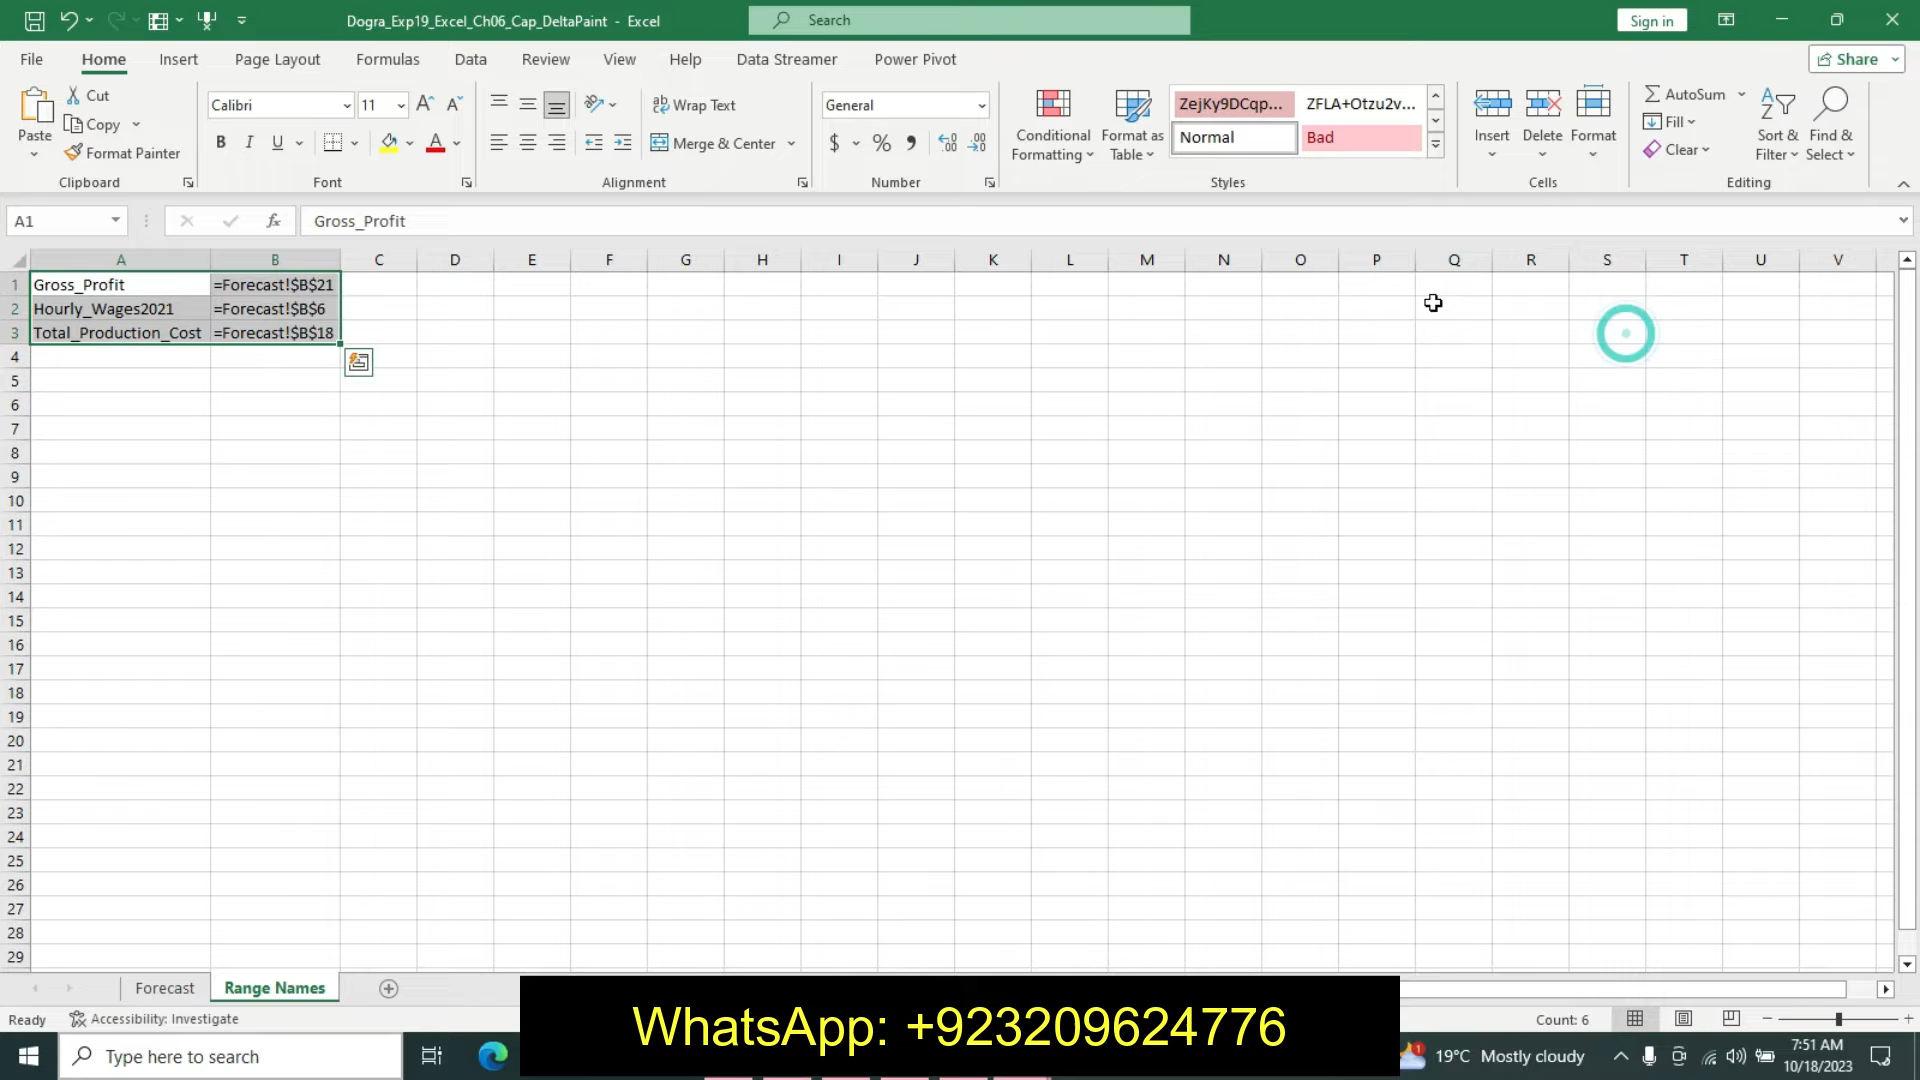 Dogra_Exp19_Excel_Ch06_Cap_DeltaPaint - Excel
Search
Sign in
File Home Insert Page Layout Formulas Data Review View Help Data Streamer Power Pivot
Share
Paste
Cut
Copy
Format Painter
Clipboard
Calibri 11
B I U
Font
Wrap Text
Merge & Center
Alignment
General
$ % ,
Number
Conditional Formatting
Format as Table
ZejKy9DCqp... ZFLA+Otzu2v...
Normal Bad
Styles
Insert Delete Format
Cells
AutoSum
Fill
Clear
Sort & Filter
Find & Select
Editing
A1
fx
Gross_Profit
A B C D E F G H I J K L M N O P Q R S T U V
1 Gross_Profit =Forecast!$B$21
2 Hourly_Wages2021 =Forecast!$B$6
3 Total_Production_Cost =Forecast!$B$18
4
5
6
7
8
9
10
11
12
13
14
15
16
17
18
19
20
21
22
23
24
25
26
27
28
29
Forecast Range Names
Ready Accessibility: Investigate
Count: 6
WhatsApp: +923209624776
Type here to search
1
19°C Mostly cloudy
7:51 AM
10/18/2023